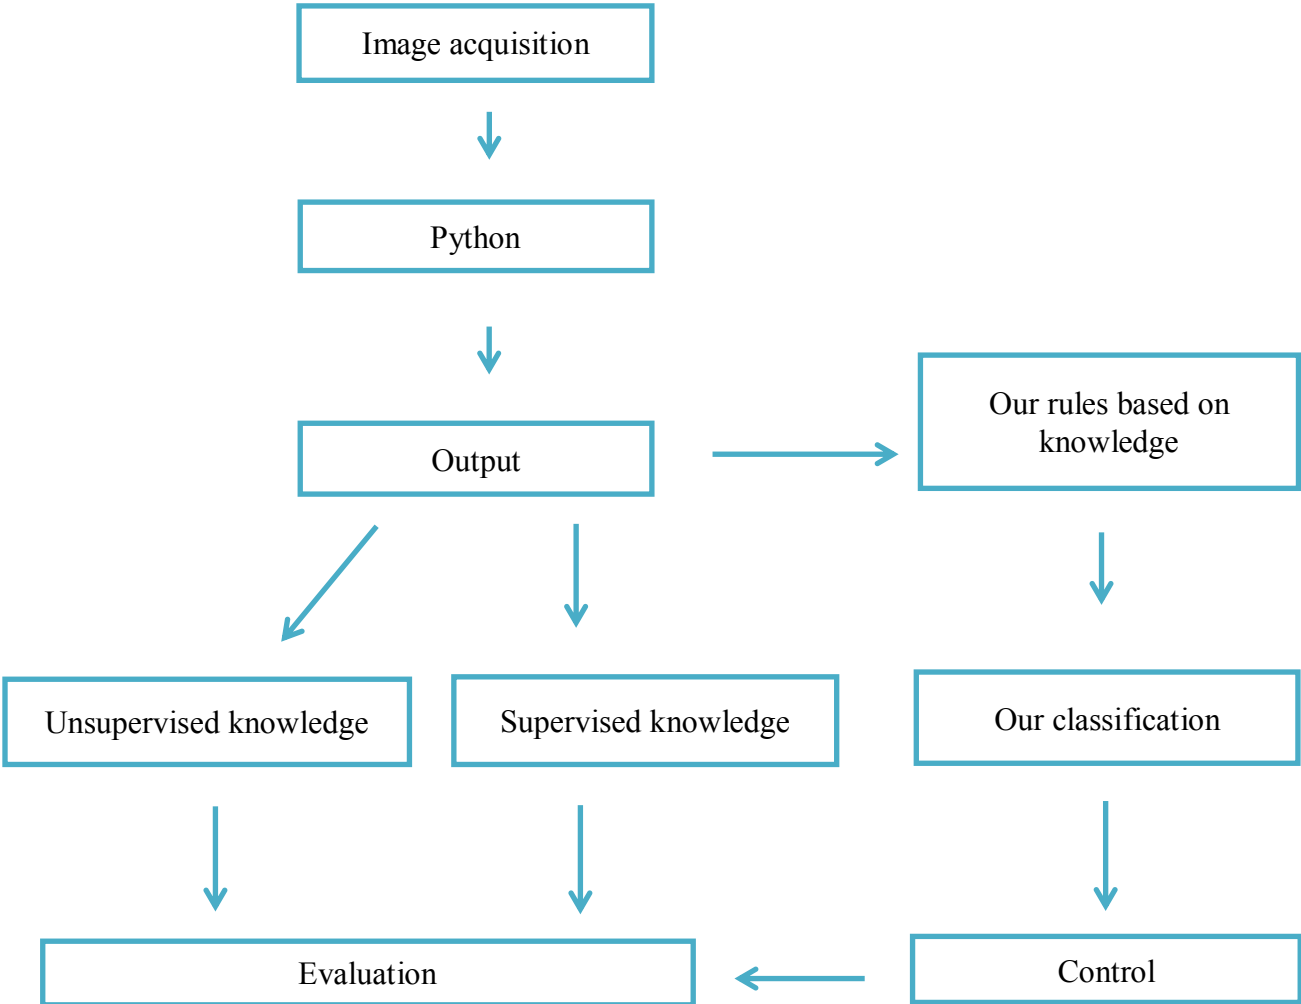 Image acquisition
Python
Output
Our rules based on
knowledge
Unsupervised knowledge
Supervised knowledge
Our classification
Evaluation
Control